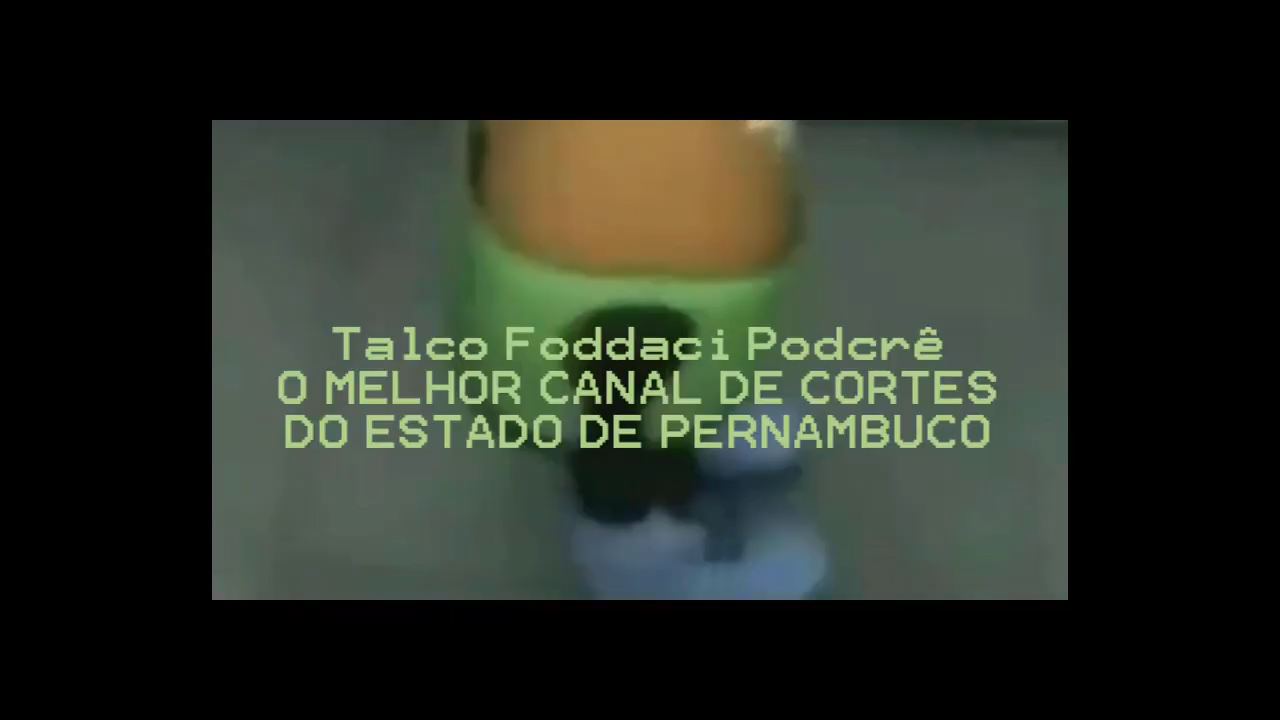 Talco Foddaci Podcrê
O MELHOR CANAL DE CORTES
DO ESTADO DE PERNAMBUCO